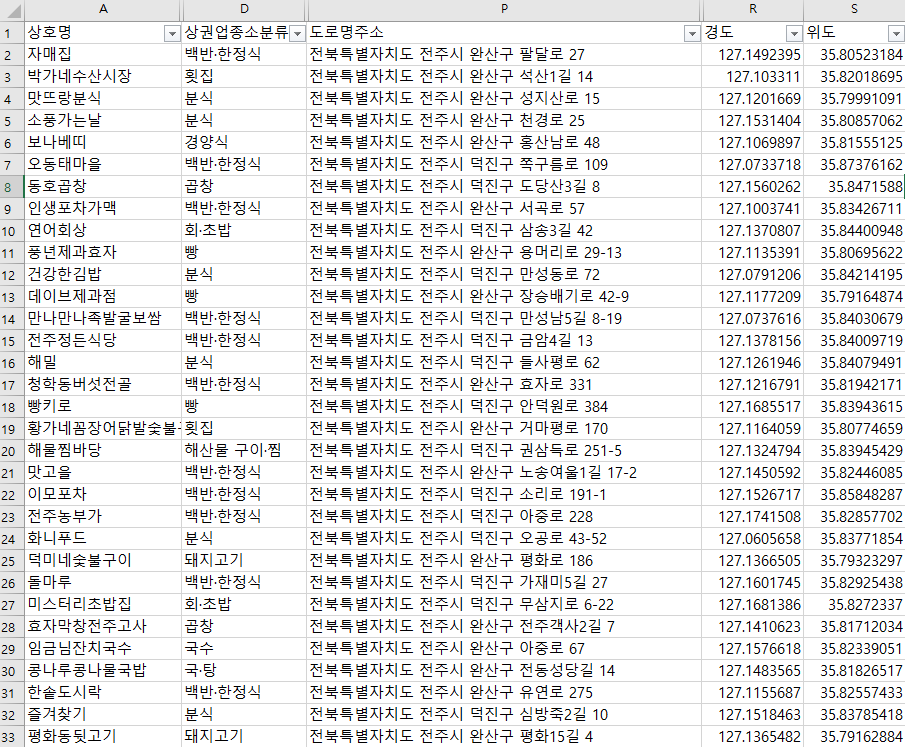 A D P R S
1 상호명 상권업종소분류 도로명주소 경도 위도
2 자매집 백반·한정식 전북특별자치도 전주시 완산구 팔달로 27 127.1492395 35.80523184
3 박가네수산시장 횟집 전북특별자치도 전주시 완산구 석산1길 14 127.103311 35.82018695
4 맛뜨랑분식 분식 전북특별자치도 전주시 완산구 성지산로 15 127.1201669 35.79991091
5 소풍가는날 분식 전북특별자치도 전주시 완산구 천경로 25 127.1531404 35.80857062
6 보나베띠 경양식 전북특별자치도 전주시 완산구 홍산남로 48 127.1069897 35.81555125
7 오동태마을 백반·한정식 전북특별자치도 전주시 덕진구 쪽구름로 109 127.0733718 35.87376162
8 동호곱창 곱창 전북특별자치도 전주시 덕진구 도당산3길 8 127.1560262 35.8471588
9 인생포차가맥 백반·한정식 전북특별자치도 전주시 완산구 서곡로 57 127.1003741 35.83426711
10 연어회상 회·초밥 전북특별자치도 전주시 덕진구 삼송3길 42 127.1370807 35.84400948
11 풍년제과효자 빵 전북특별자치도 전주시 완산구 용머리로 29-13 127.1135391 35.80695622
12 건강한김밥 분식 전북특별자치도 전주시 덕진구 만성동로 72 127.0791206 35.84214195
13 데이브제과점 빵 전북특별자치도 전주시 완산구 장승배기로 42-9 127.1177209 35.79164874
14 만나만나족발굴보쌈 백반·한정식 전북특별자치도 전주시 덕진구 만성남5길 8-19 127.0737616 35.84030679
15 전주정든식당 백반·한정식 전북특별자치도 전주시 덕진구 금암4길 13 127.1378156 35.84009719
16 해밀 분식 전북특별자치도 전주시 덕진구 들사평로 62 127.1261946 35.84079491
17 청학동버섯전골 백반·한정식 전북특별자치도 전주시 완산구 효자로 331 127.1216791 35.81942171
18 빵키로 빵 전북특별자치도 전주시 덕진구 안덕원로 384 127.1685517 35.83943615
19 황가네꼼장어닭발숯불구 횟집 전북특별자치도 전주시 완산구 거마평로 170 127.1164059 35.80774659
20 해물찜바당 해산물 구이·찜 전북특별자치도 전주시 덕진구 권삼득로 251-5 127.1324794 35.83945429
21 맛고을 백반·한정식 전북특별자치도 전주시 완산구 노송여울1길 17-2 127.1450592 35.82446085
22 이모포차 백반·한정식 전북특별자치도 전주시 덕진구 소리로 191-1 127.1526717 35.85848287
23 전주농부가 백반·한정식 전북특별자치도 전주시 덕진구 아중로 228 127.1741508 35.82857702
24 화니푸드 분식 전북특별자치도 전주시 덕진구 오공로 43-52 127.0605658 35.83771854
25 덕미네숯불구이 돼지고기 전북특별자치도 전주시 완산구 평화로 186 127.1366505 35.79323297
26 돌마루 백반·한정식 전북특별자치도 전주시 덕진구 가재미5길 27 127.1601745 35.82925438
27 미스터리초밥집 회·초밥 전북특별자치도 전주시 덕진구 무삼지로 6-22 127.1681386 35.8272337
28 효자막창전주고사 곱창 전북특별자치도 전주시 완산구 전주객사2길 7 127.1410623 35.81712034
29 임금님잔치국수 국수 전북특별자치도 전주시 완산구 아중로 67 127.1576618 35.82339051
30 콩나루콩나물국밥 국·탕 전북특별자치도 전주시 완산구 전동성당길 14 127.1483565 35.81826517
31 한솥도시락 백반·한정식 전북특별자치도 전주시 완산구 유연로 275 127.1155687 35.82557433
32 즐겨찾기 분식 전북특별자치도 전주시 덕진구 심방죽2길 10 127.1518463 35.83785418
33 평화동뒷고기 돼지고기 전북특별자치도 전주시 완산구 평화15길 4 127.1365482 35.79162884